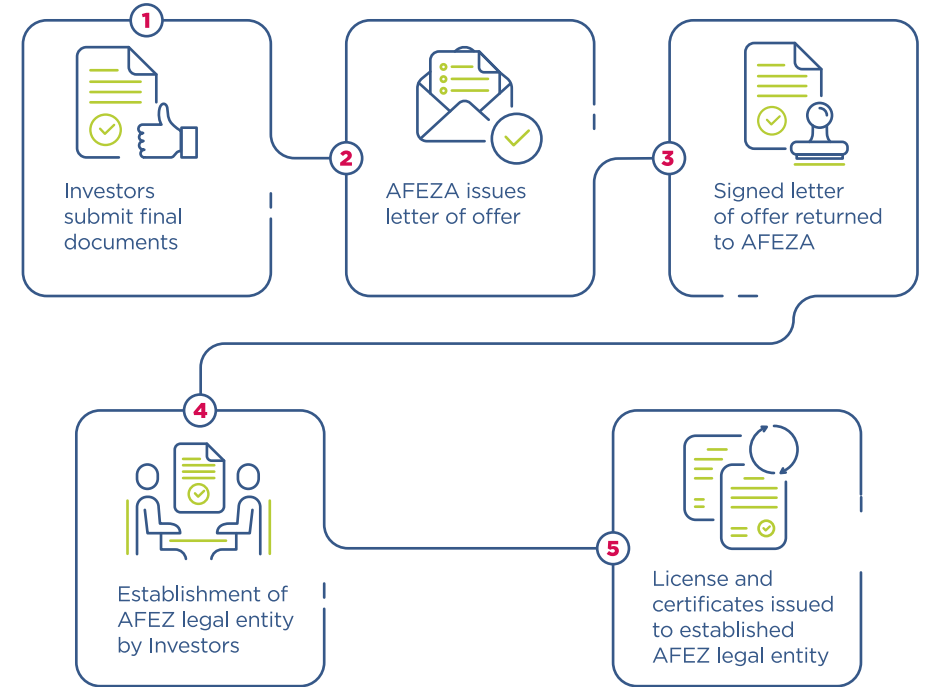 1
Investors
submit final
documents
2
AFEZA issues
letter of offer
3
Signed letter
of offer returned
to AFEZA
4
Establishment of
AFEZ legal entity
by Investors
5
License and
certificates issued
to established
AFEZ legal entity